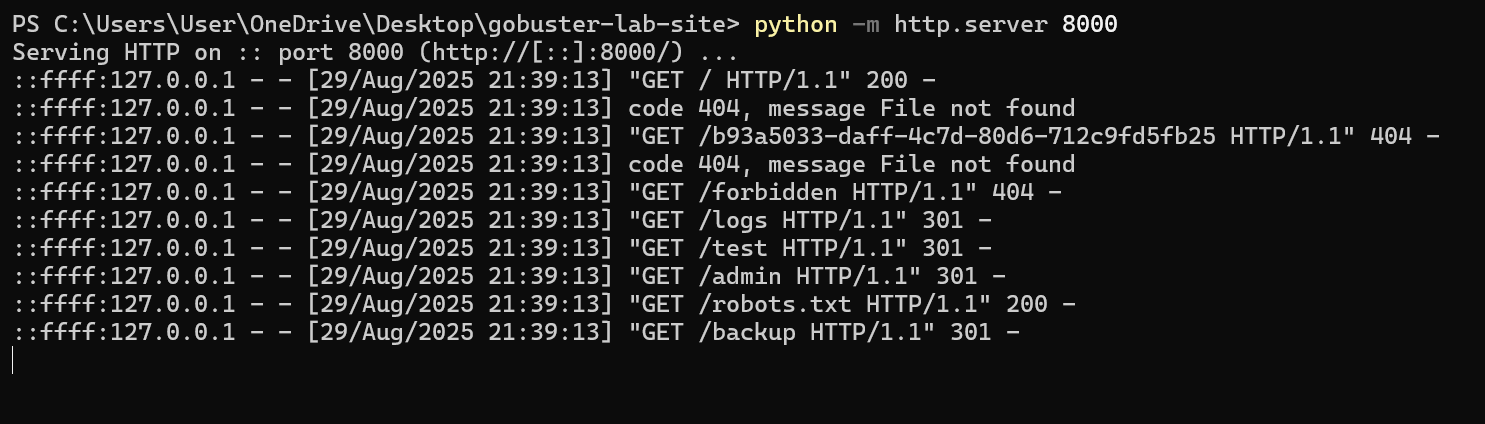 PS C:\Users\User\OneDrive\Desktop\gobuster-lab-site> python -m http.server 8000
Serving HTTP on :: port 8000 (http://[::]:8000/) ...
::ffff:127.0.0.1 - - [29/Aug/2025 21:39:13] "GET / HTTP/1.1" 200 -
::ffff:127.0.0.1 - - [29/Aug/2025 21:39:13] code 404, message File not found
::ffff:127.0.0.1 - - [29/Aug/2025 21:39:13] "GET /b93a5033-daff-4c7d-80d6-712c9fd5fb25 HTTP/1.1" 404 -
::ffff:127.0.0.1 - - [29/Aug/2025 21:39:13] code 404, message File not found
::ffff:127.0.0.1 - - [29/Aug/2025 21:39:13] "GET /forbidden HTTP/1.1" 404 -
::ffff:127.0.0.1 - - [29/Aug/2025 21:39:13] "GET /logs HTTP/1.1" 301 -
::ffff:127.0.0.1 - - [29/Aug/2025 21:39:13] "GET /test HTTP/1.1" 301 -
::ffff:127.0.0.1 - - [29/Aug/2025 21:39:13] "GET /admin HTTP/1.1" 301 -
::ffff:127.0.0.1 - - [29/Aug/2025 21:39:13] "GET /robots.txt HTTP/1.1" 200 -
::ffff:127.0.0.1 - - [29/Aug/2025 21:39:13] "GET /backup HTTP/1.1" 301 -